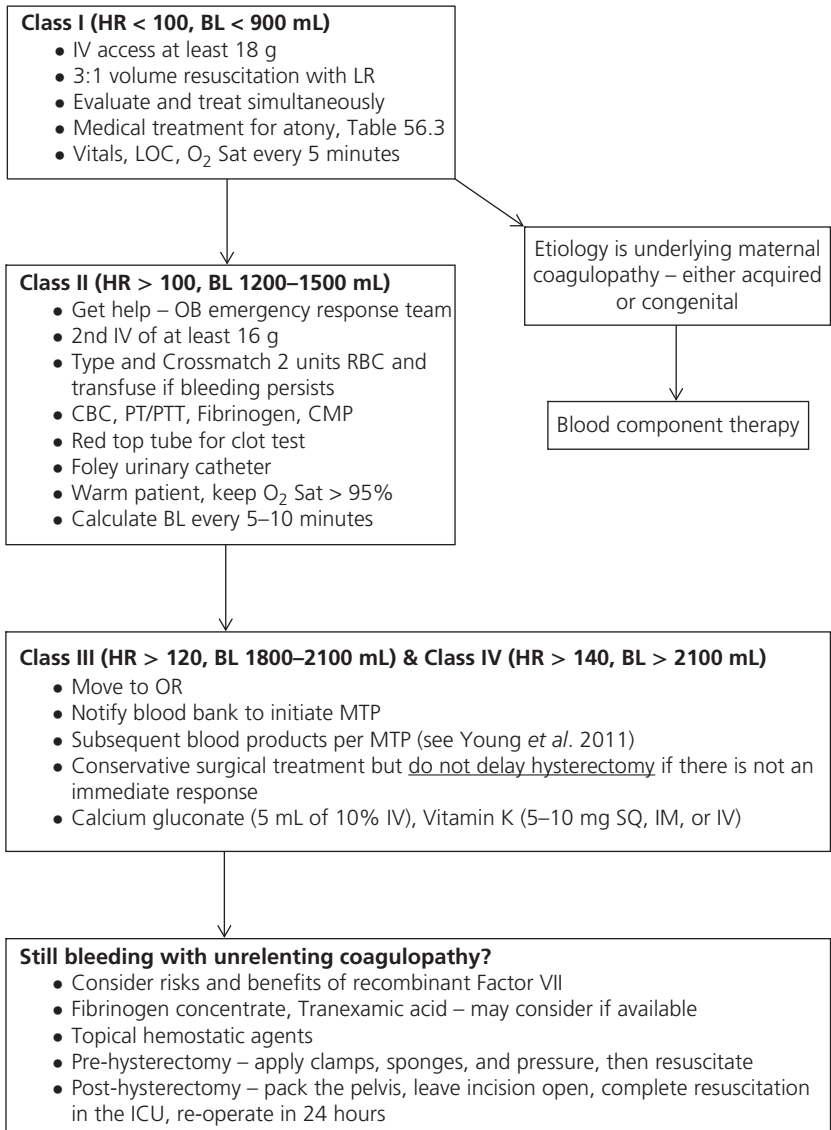 Class I (HR < 100, BL < 900 mL)
• IV access at least 18 g
• 3:1 volume resuscitation with LR
• Evaluate and treat simultaneously
• Medical treatment for atony, Table 56.3
• Vitals, LOC, O₂ Sat every 5 minutes
Etiology is underlying maternal
coagulopathy – either acquired
or congenital
Blood component therapy
Class II (HR > 100, BL 1200–1500 mL)
• Get help – OB emergency response team
• 2nd IV of at least 16 g
• Type and Crossmatch 2 units RBC and
transfuse if bleeding persists
• CBC, PT/PTT, Fibrinogen, CMP
• Red top tube for clot test
• Foley urinary catheter
• Warm patient, keep O₂ Sat > 95%
• Calculate BL every 5–10 minutes
Class III (HR > 120, BL 1800–2100 mL) & Class IV (HR > 140, BL > 2100 mL)
• Move to OR
• Notify blood bank to initiate MTP
• Subsequent blood products per MTP (see Young et al. 2011)
• Conservative surgical treatment but do not delay hysterectomy if there is not an
immediate response
• Calcium gluconate (5 mL of 10% IV), Vitamin K (5–10 mg SQ, IM, or IV)
Still bleeding with unrelenting coagulopathy?
• Consider risks and benefits of recombinant Factor VII
• Fibrinogen concentrate, Tranexamic acid – may consider if available
• Topical hemostatic agents
• Pre-hysterectomy – apply clamps, sponges, and pressure, then resuscitate
• Post-hysterectomy – pack the pelvis, leave incision open, complete resuscitation
in the ICU, re-operate in 24 hours